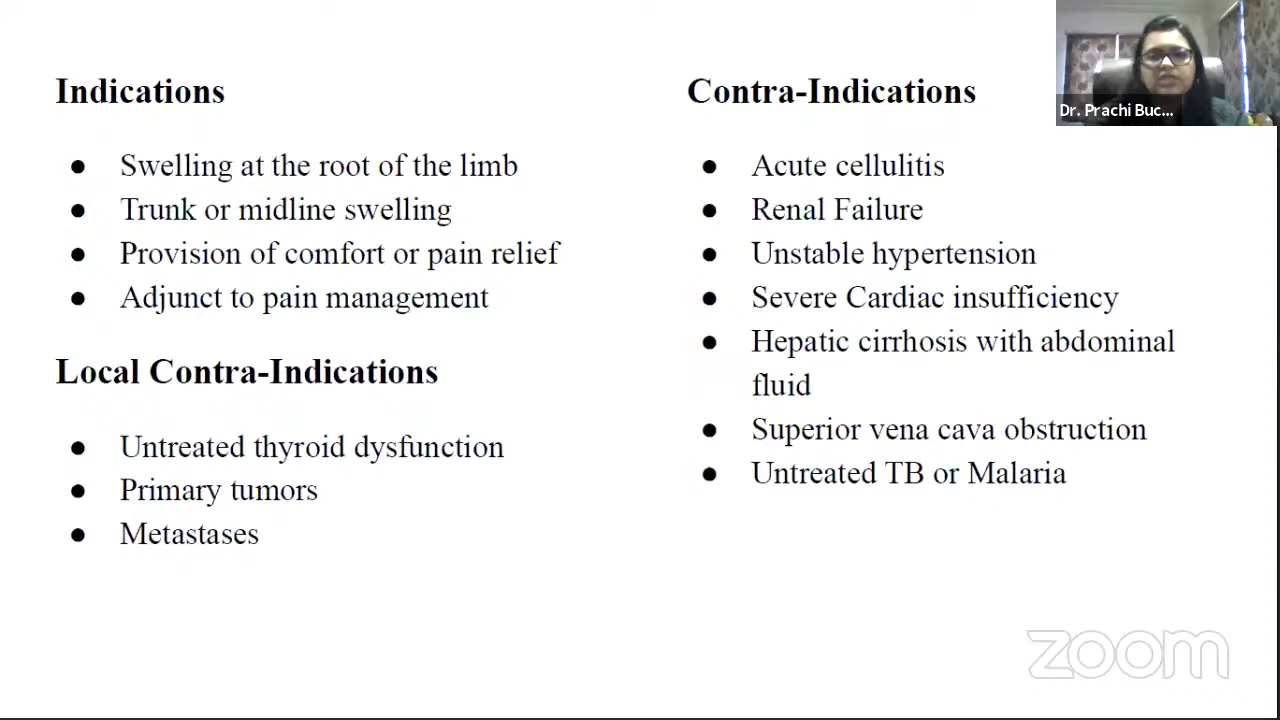 Indications
● Swelling at the root of the limb
● Trunk or midline swelling
● Provision of comfort or pain relief
● Adjunct to pain management
Local Contra-Indications
● Untreated thyroid dysfunction
● Primary tumors
● Metastases
Contra-Indications
● Acute cellulitis
● Renal Failure
● Unstable hypertension
● Severe Cardiac insufficiency
● Hepatic cirrhosis with abdominal
fluid
● Superior vena cava obstruction
● Untreated TB or Malaria
Dr. Prachi Buc...
zoom